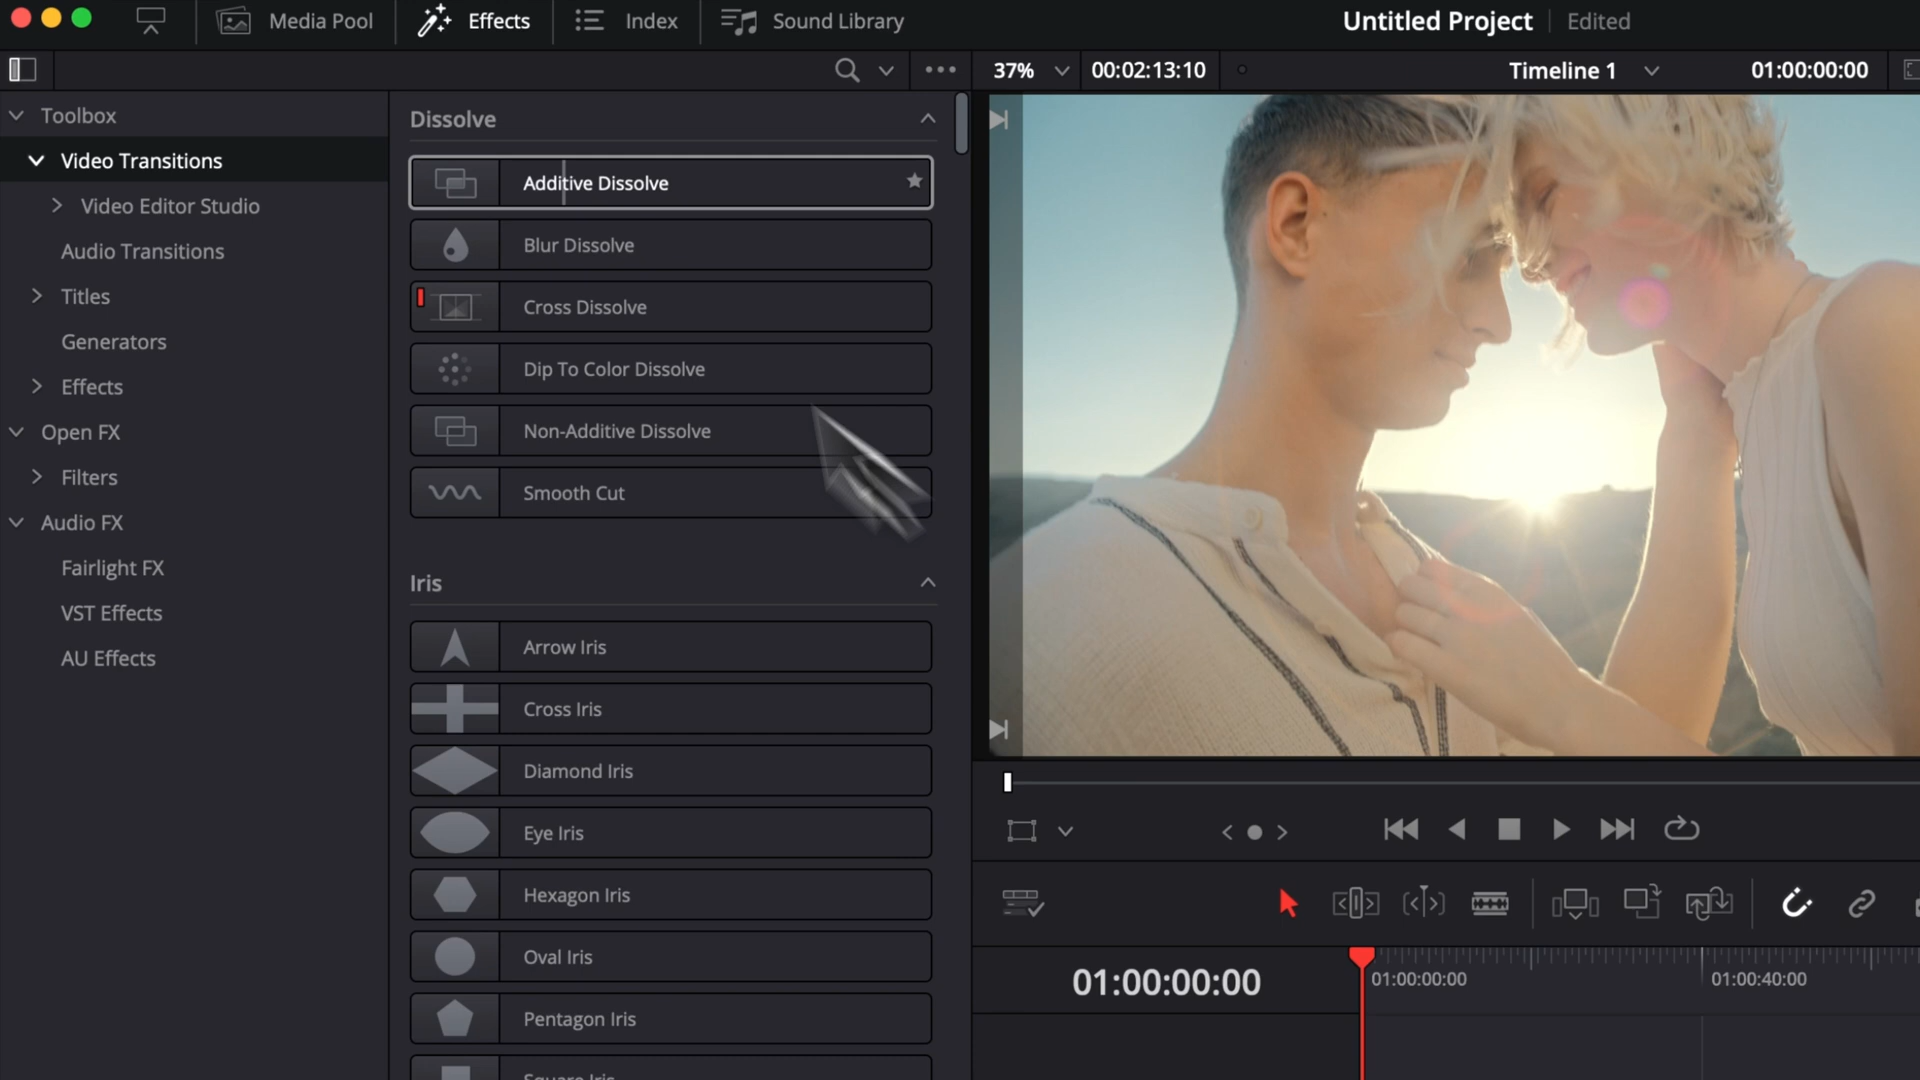 Media Pool
Effects
Index
Sound Library
Untitled Project
Edited
37%
00:02:13:10
Timeline 1
01:00:00:00
Toolbox
Video Transitions
Video Editor Studio
Audio Transitions
Titles
Generators
Effects
Open FX
Filters
Audio FX
Fairlight FX
VST Effects
AU Effects
Dissolve
Additive Dissolve
Blur Dissolve
Cross Dissolve
Dip To Color Dissolve
Non-Additive Dissolve
Smooth Cut
Iris
Arrow Iris
Cross Iris
Diamond Iris
Eye Iris
Hexagon Iris
Oval Iris
Pentagon Iris
Square Iris
01:00:00:00
01:00:00:00
01:00:40:00